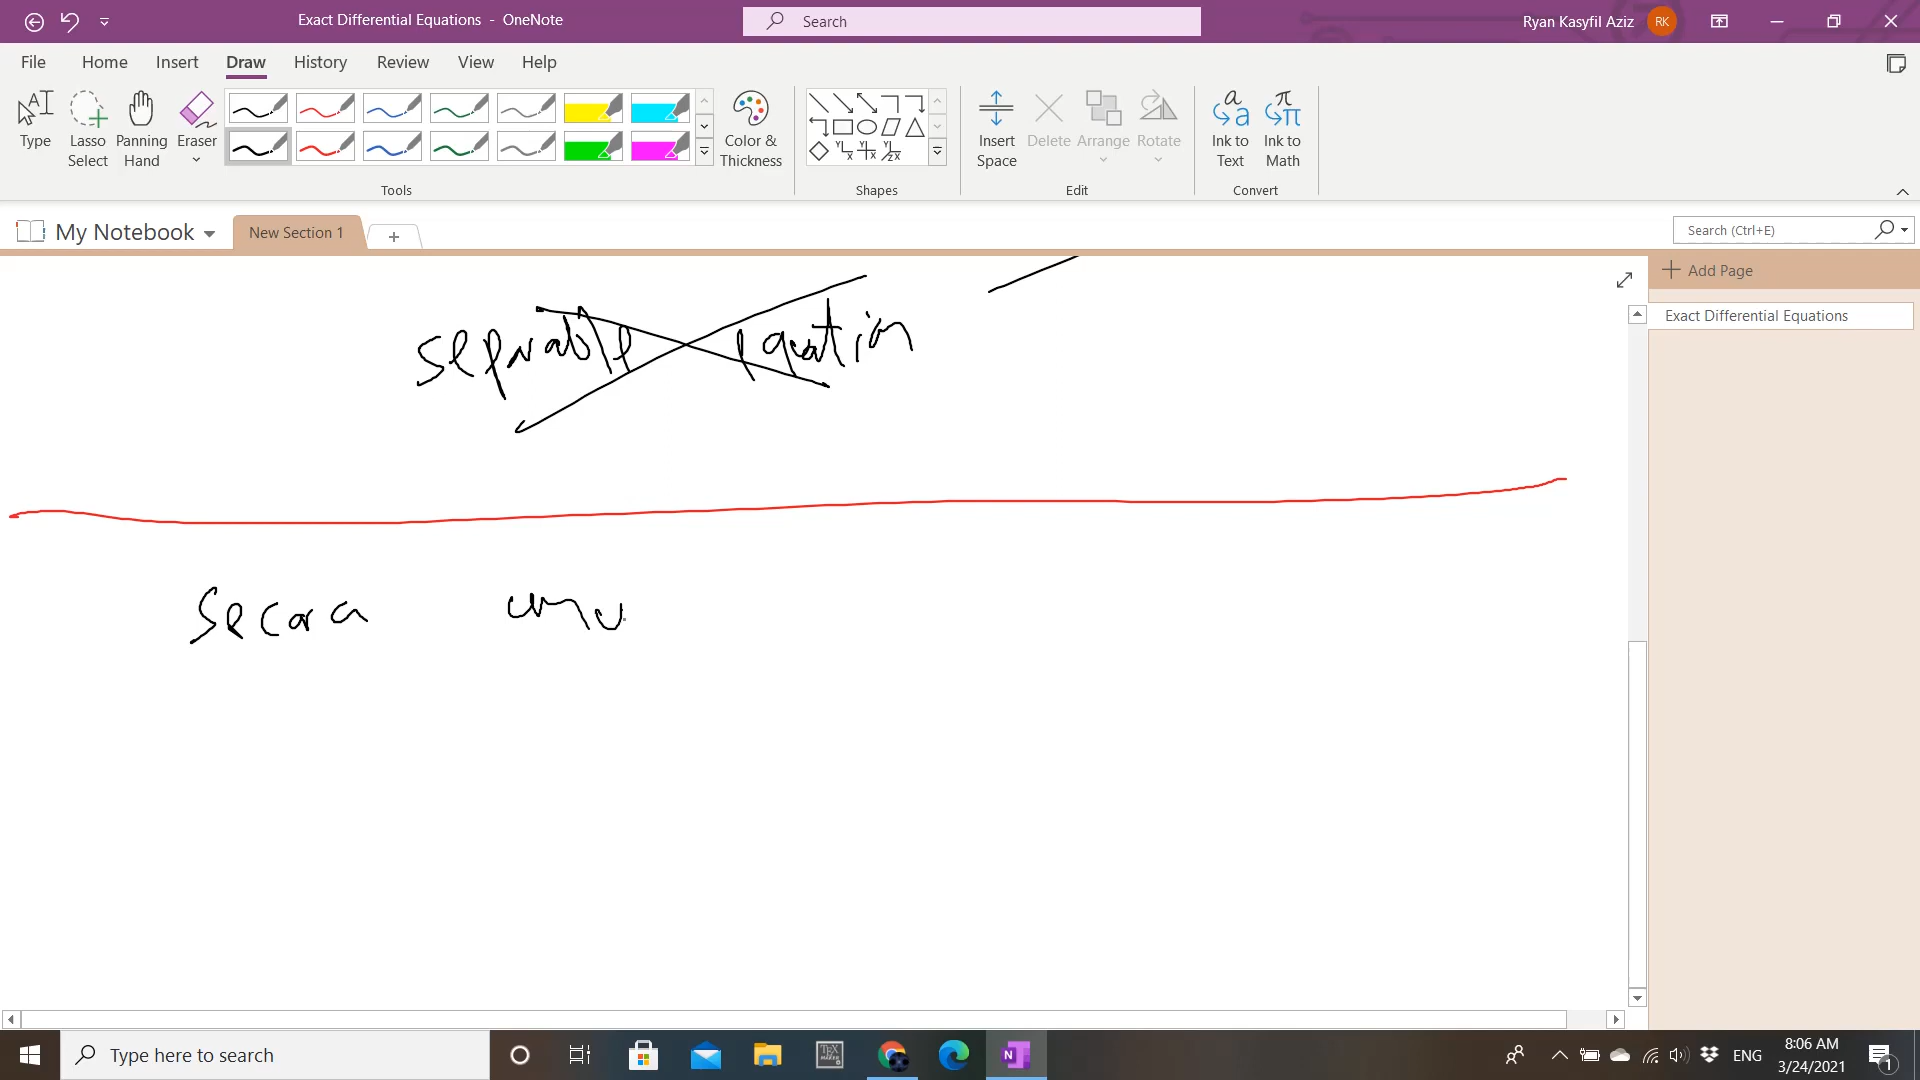 Exact Differential Equations - OneNote
Search
Ryan Kasyfil Aziz
RK
File Home Insert Draw History Review View Help
Type
Lasso Select
Panning Hand
Eraser
Color & Thickness
Insert Space
Delete
Arrange
Rotate
Ink to Text
Ink to Math
Tools
Shapes
Edit
Convert
My Notebook
New Section 1
Search (Ctrl+E)
Add Page
Exact Differential Equations
separable equation
Secara umu
Type here to search
ENG
8:06 AM
3/24/2021
1